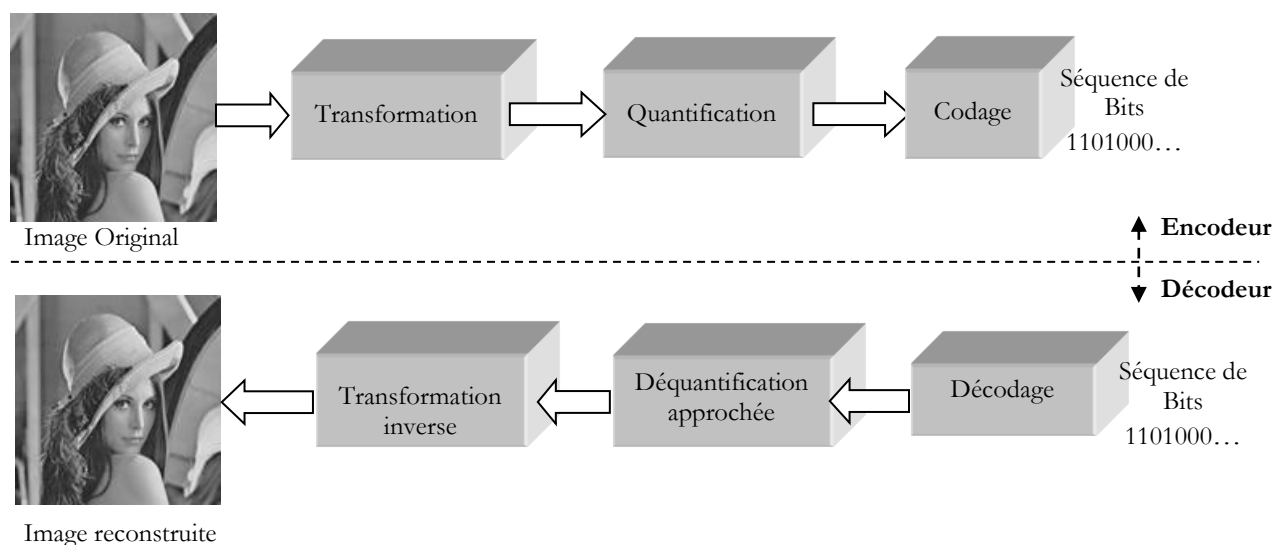 Transformation
Quantification
Codage
Séquence de
Bits
1101000…
Image Original
Encodeur
Décodeur
Transformation
inverse
Déquantification
approchée
Décodage
Séquence de
Bits
1101000…
Image reconstruite